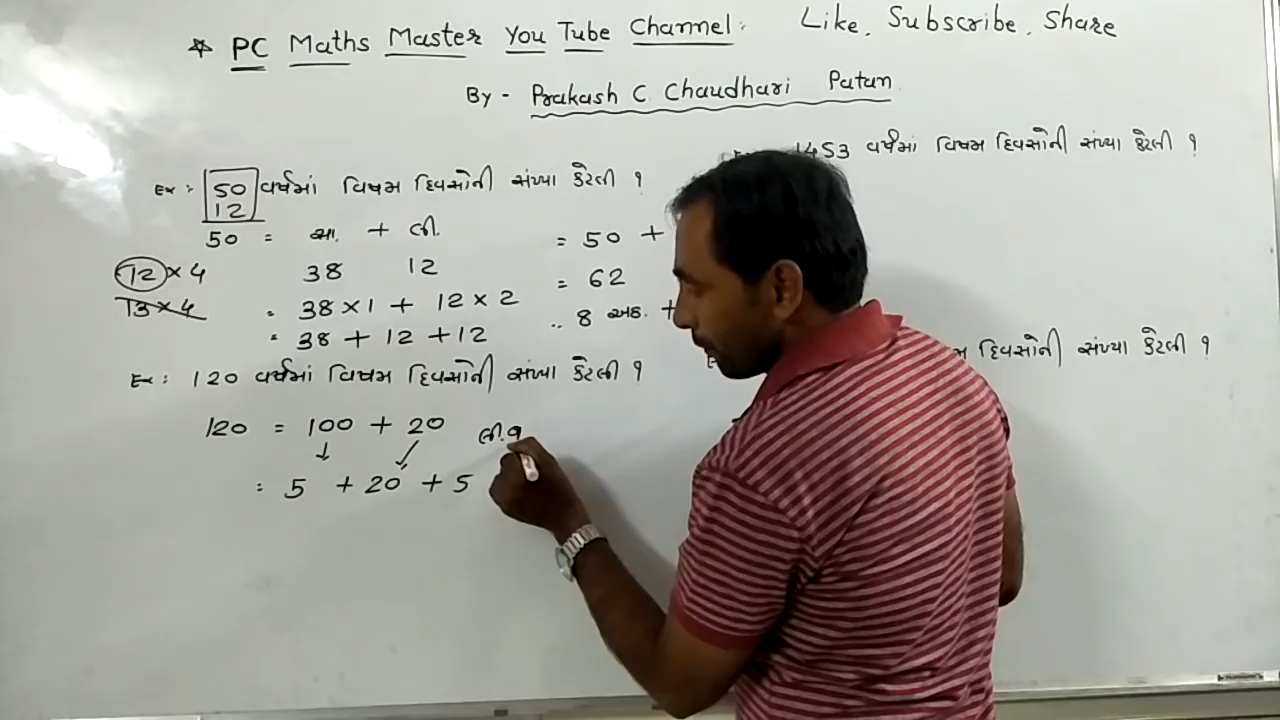 ☆ PC Maths Master You Tube Channel: Like, Subscribe, Share
By - Prakash C Chaudhari Patan
Ex: 50 વર્ષમાં વિષમ દિવસોની સંખ્યા કેટલી ?
12
50 = સા. + લી.
= 50 +
12 × 4
38 12
= 62
13 × 4
= 38 × 1 + 12 × 2
= 38 + 12 + 12
∴ 8 અઠ. +
Ex: 120 વર્ષમાં વિષમ દિવસોની સંખ્યા કેટલી ?
120 = 100 + 20
લી.વ
= 5 + 20 + 5
1453 વર્ષમાં વિષમ દિવસોની સંખ્યા કેટલી ?
દિવસોની સંખ્યા કેટલી ?